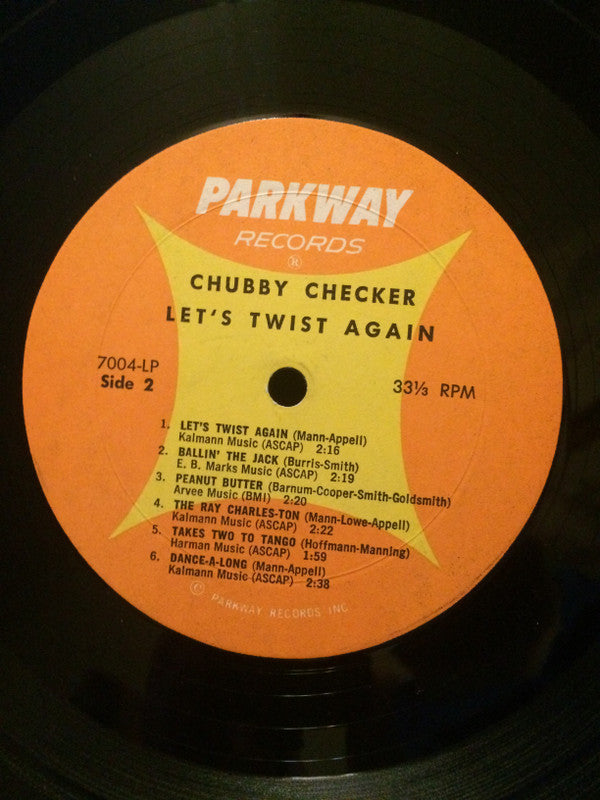 PARKWAY
RECORDS
®
CHUBBY CHECKER
LET'S TWIST AGAIN
7004-LP
Side 2
33⅓ RPM
1. LET'S TWIST AGAIN (Mann-Appell)
Kalmann Music (ASCAP) 2:16
2. BALLIN' THE JACK (Burris-Smith)
E. B. Marks Music (ASCAP) 2:19
3. PEANUT BUTTER (Barnum-Cooper-Smith-Goldsmith)
Arvee Music (BMI) 2:20
4. THE RAY CHARLES-TON (Mann-Lowe-Appell)
Kalmann Music (ASCAP) 2:22
5. TAKES TWO TO TANGO (Hoffmann-Manning)
Harman Music (ASCAP) 1:59
6. DANCE-A-LONG (Mann-Appell)
Kalmann Music (ASCAP) 2:38
© PARKWAY RECORDS INC